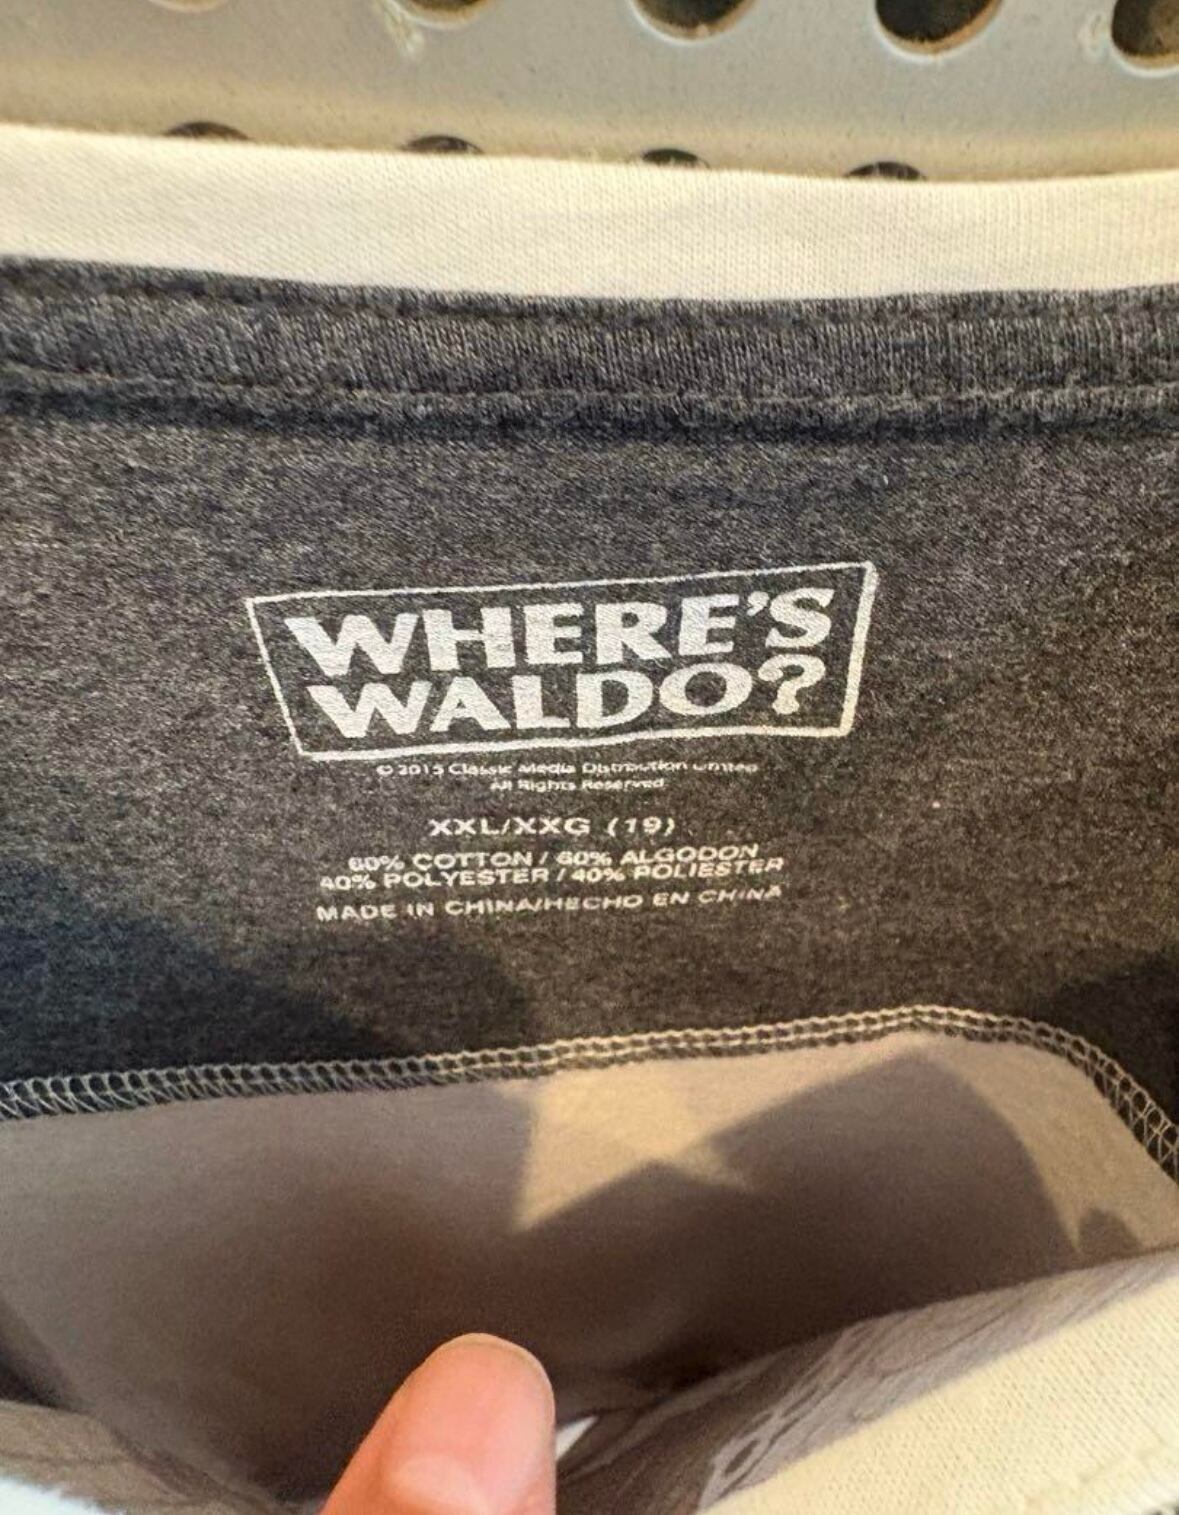 WHERE'S
WALDO?
© 2015 Classic Media Distribution Limited
All Rights Reserved
XXL/XXG (19)
60% COTTON / 60% ALGODON
40% POLYESTER / 40% POLIESTER
MADE IN CHINA/HECHO EN CHINA